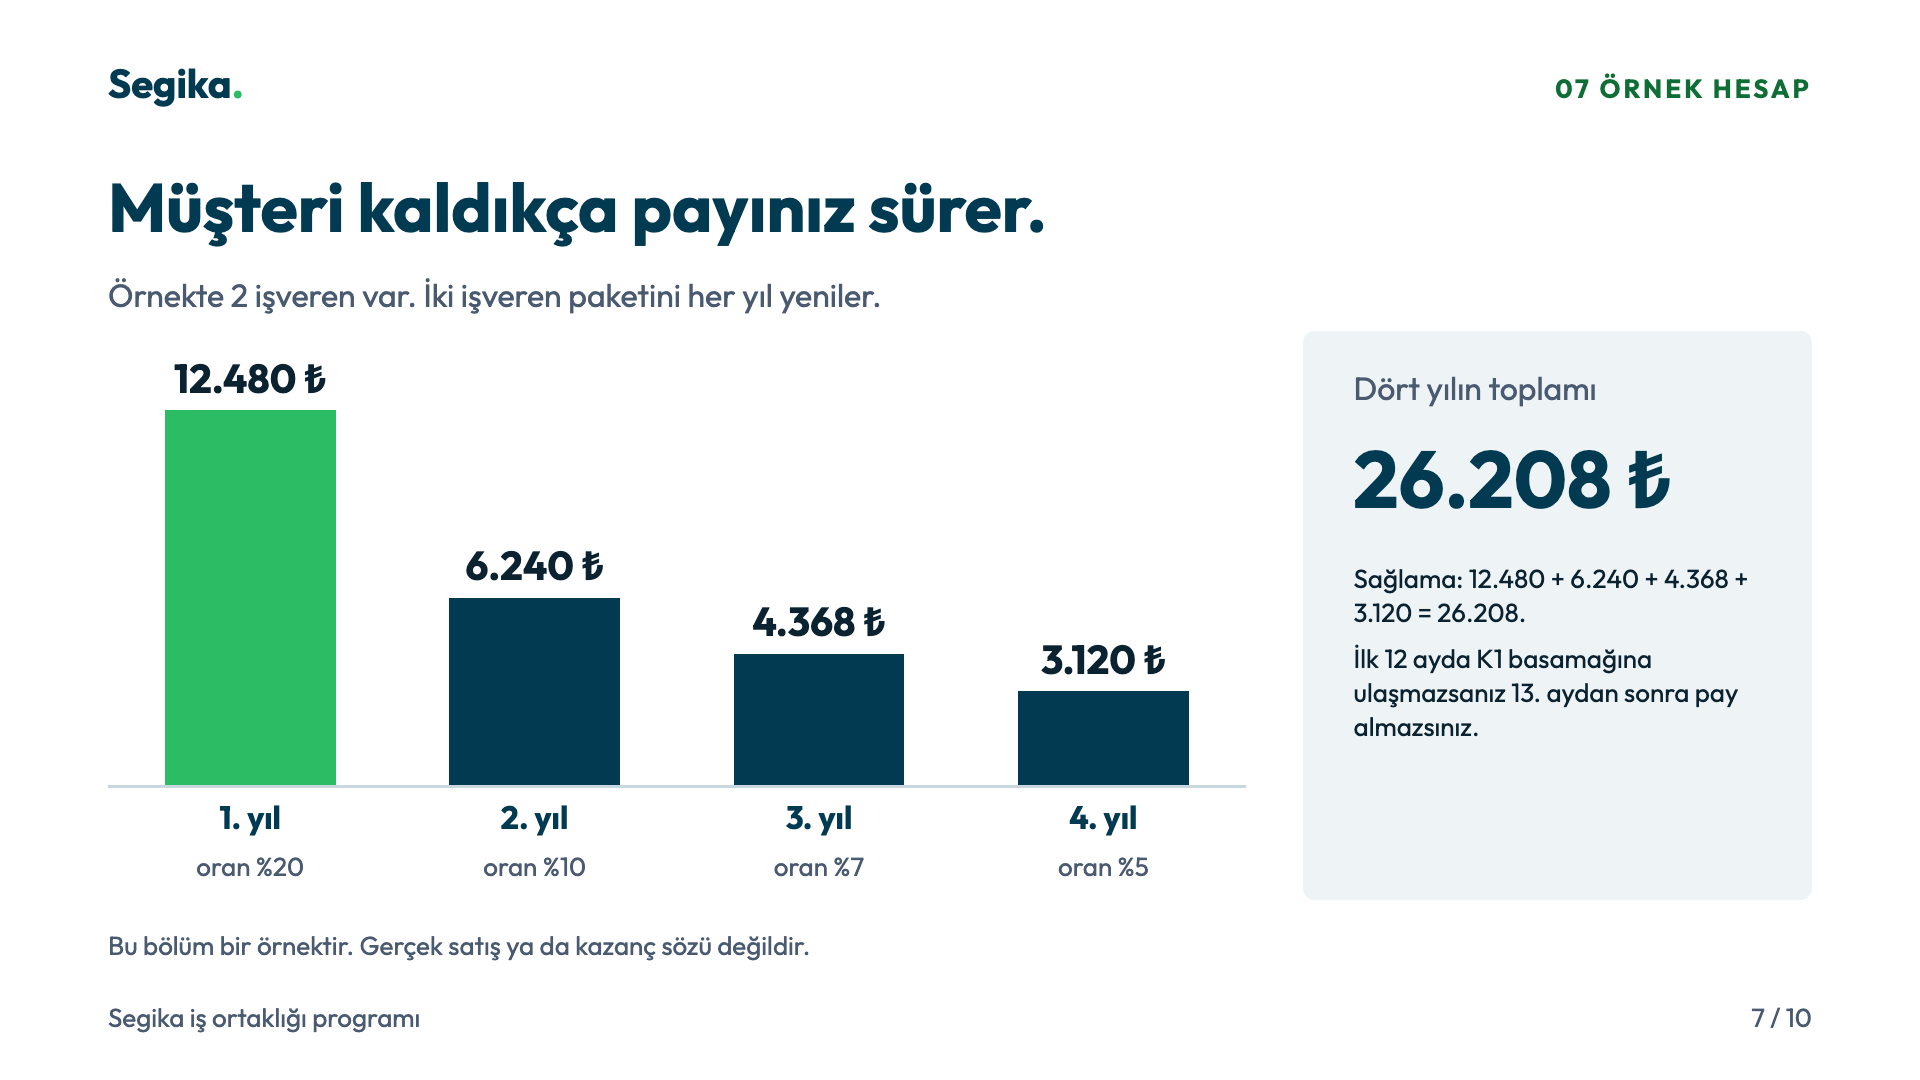 Segika.
07 ÖRNEK HESAP
Müşteri kaldıkça payınız sürer.
Örnekte 2 işveren var. İki işveren paketini her yıl yeniler.
12.480 ₺
6.240 ₺
4.368 ₺
3.120 ₺
1. yıl
2. yıl
3. yıl
4. yıl
oran %20
oran %10
oran %7
oran %5
Dört yılın toplamı
26.208 ₺
Sağlama: 12.480 + 6.240 + 4.368 +
3.120 = 26.208.
İlk 12 ayda K1 basamağına
ulaşmazsanız 13. aydan sonra pay
almazsınız.
Bu bölüm bir örnektir. Gerçek satış ya da kazanç sözü değildir.
Segika iş ortaklığı programı
7 / 10